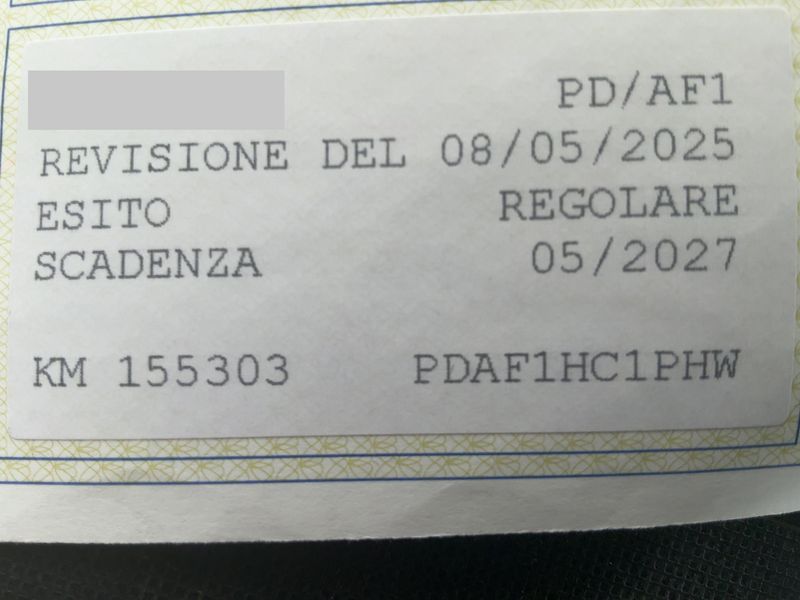 PD/AF1
REVISIONE DEL 08/05/2025
ESITO REGOLARE
SCADENZA 05/2027
KM 155303 PDAF1HC1PHW